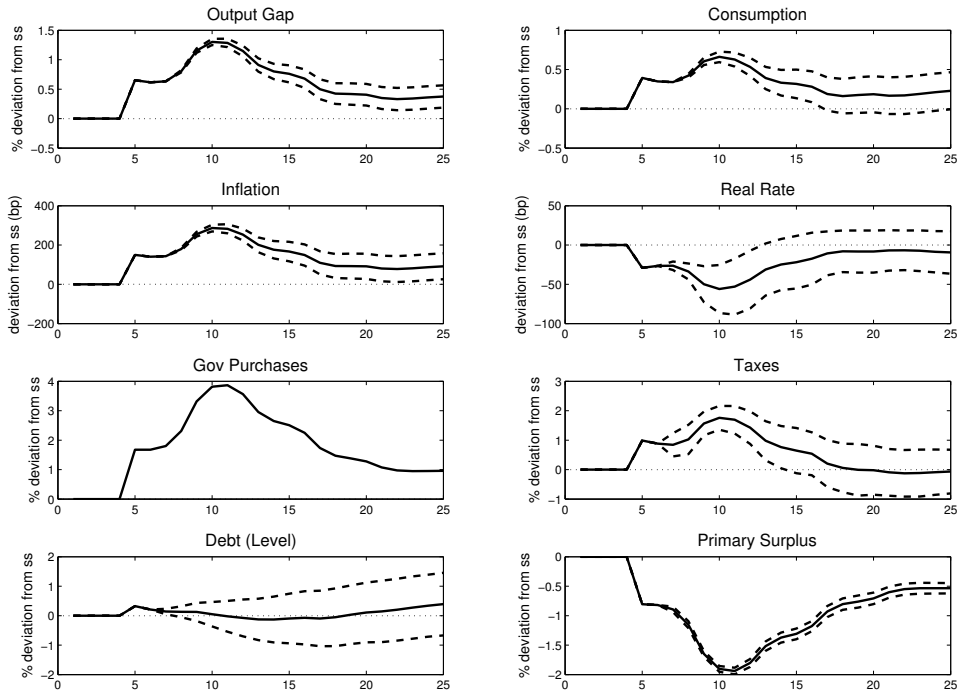 Output Gap
% deviation from ss
1.5
1
0.5
0
−0.5
0 5 10 15 20 25
Consumption
% deviation from ss
1
0.5
0
−0.5
0 5 10 15 20 25
Inflation
deviation from ss (bp)
400
200
0
−200
0 5 10 15 20 25
Real Rate
deviation from ss (bp)
50
0
−50
−100
0 5 10 15 20 25
Gov Purchases
% deviation from ss
4
3
2
1
0
0 5 10 15 20 25
Taxes
% deviation from ss
3
2
1
0
−1
0 5 10 15 20 25
Debt (Level)
% deviation from ss
2
1
0
−1
−2
0 5 10 15 20 25
Primary Surplus
% deviation from ss
0
−0.5
−1
−1.5
−2
0 5 10 15 20 25